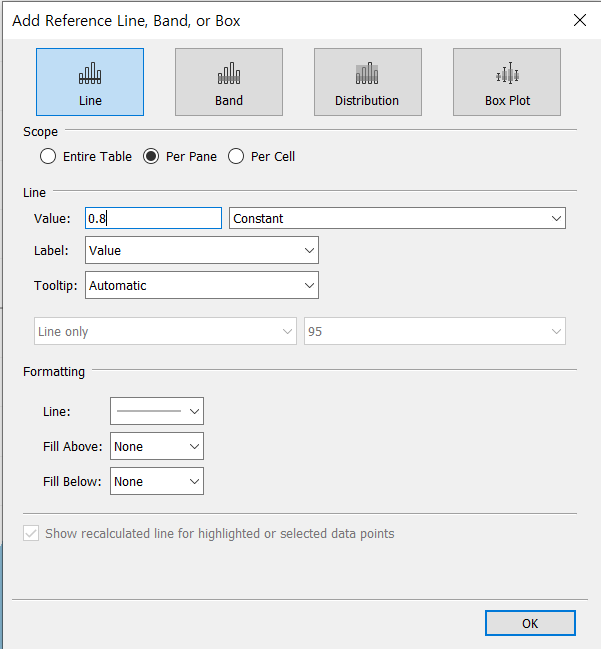 Add Reference Line, Band, or Box
Line Band Distribution Box Plot
Scope
Entire Table Per Pane Per Cell
Line
Value: 0.8 Constant
Label: Value
Tooltip: Automatic
Line only 95
Formatting
Line:
Fill Above: None
Fill Below: None
Show recalculated line for highlighted or selected data points
OK